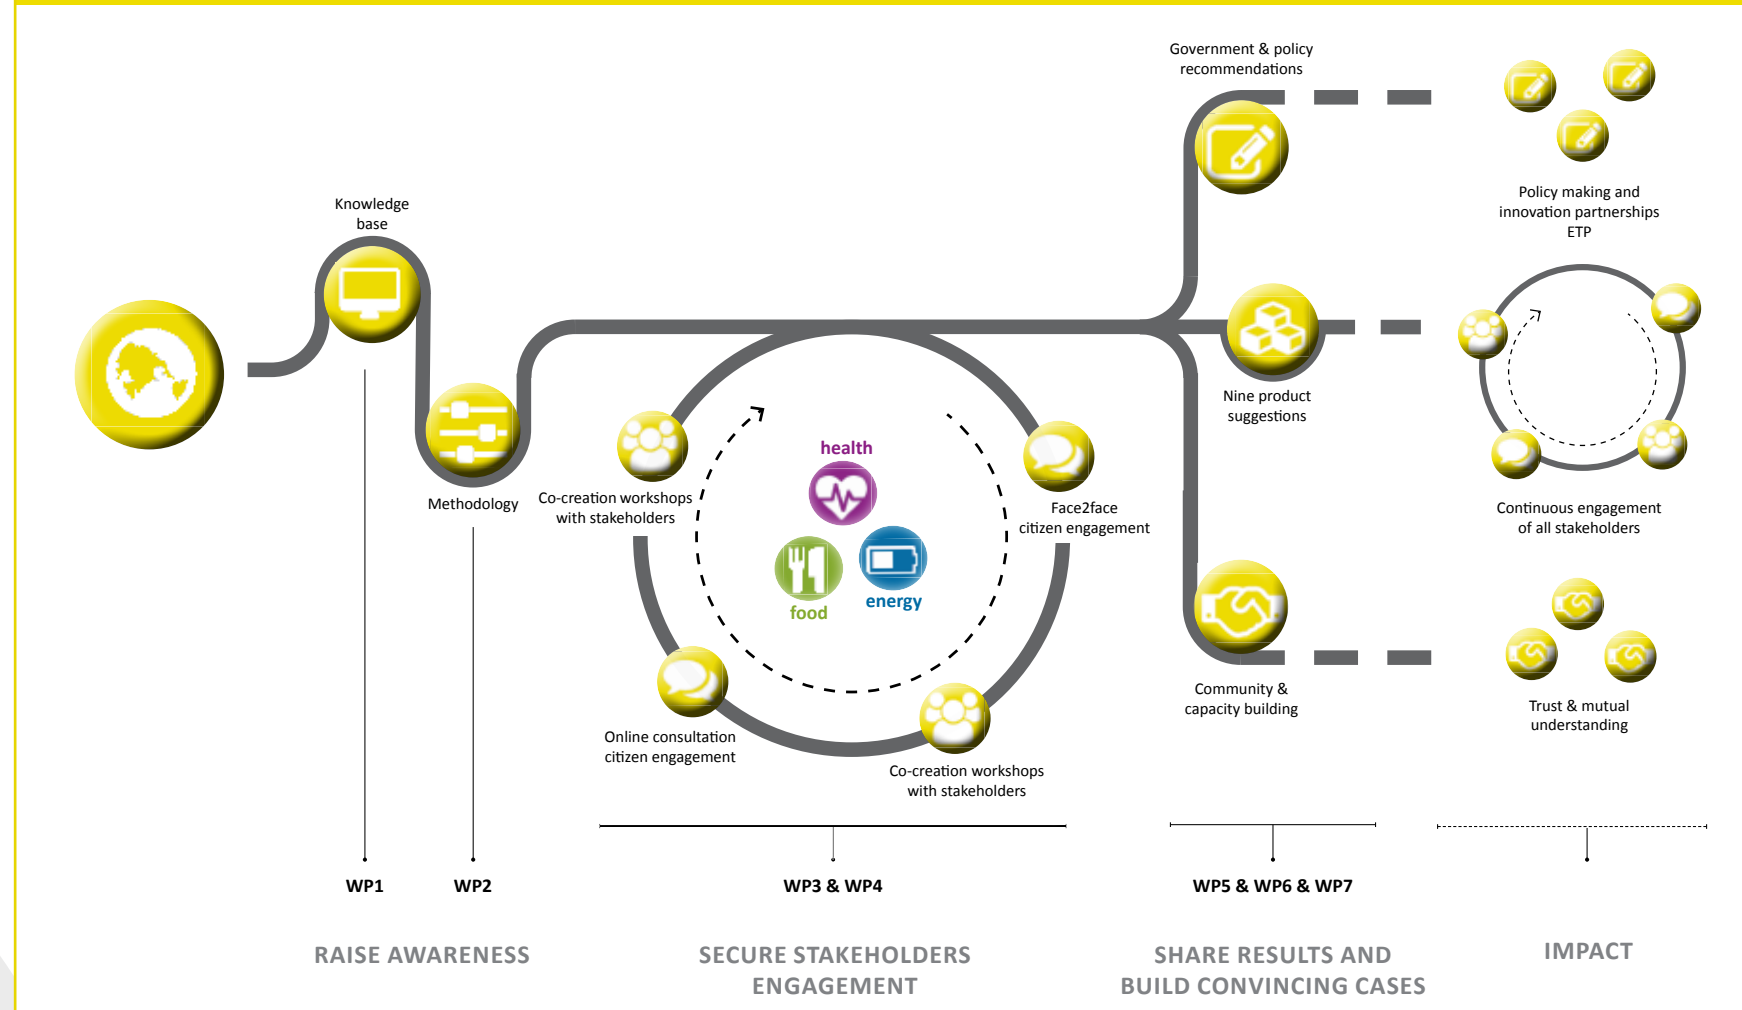 Government & policy
recommendations
Knowledge
base
Policy making and
innovation partnerships
ETP
Nine product
suggestions
health
Methodology
Co-creation workshops
with stakeholders
Face2face
citizen engagement
Continuous engagement
of all stakeholders
food
energy
Community &
capacity building
Trust & mutual
understanding
Online consultation
citizen engagement
Co-creation workshops
with stakeholders
WP1
WP2
WP3 & WP4
WP5 & WP6 & WP7
RAISE AWARENESS
SECURE STAKEHOLDERS
ENGAGEMENT
SHARE RESULTS AND
BUILD CONVINCING CASES
IMPACT